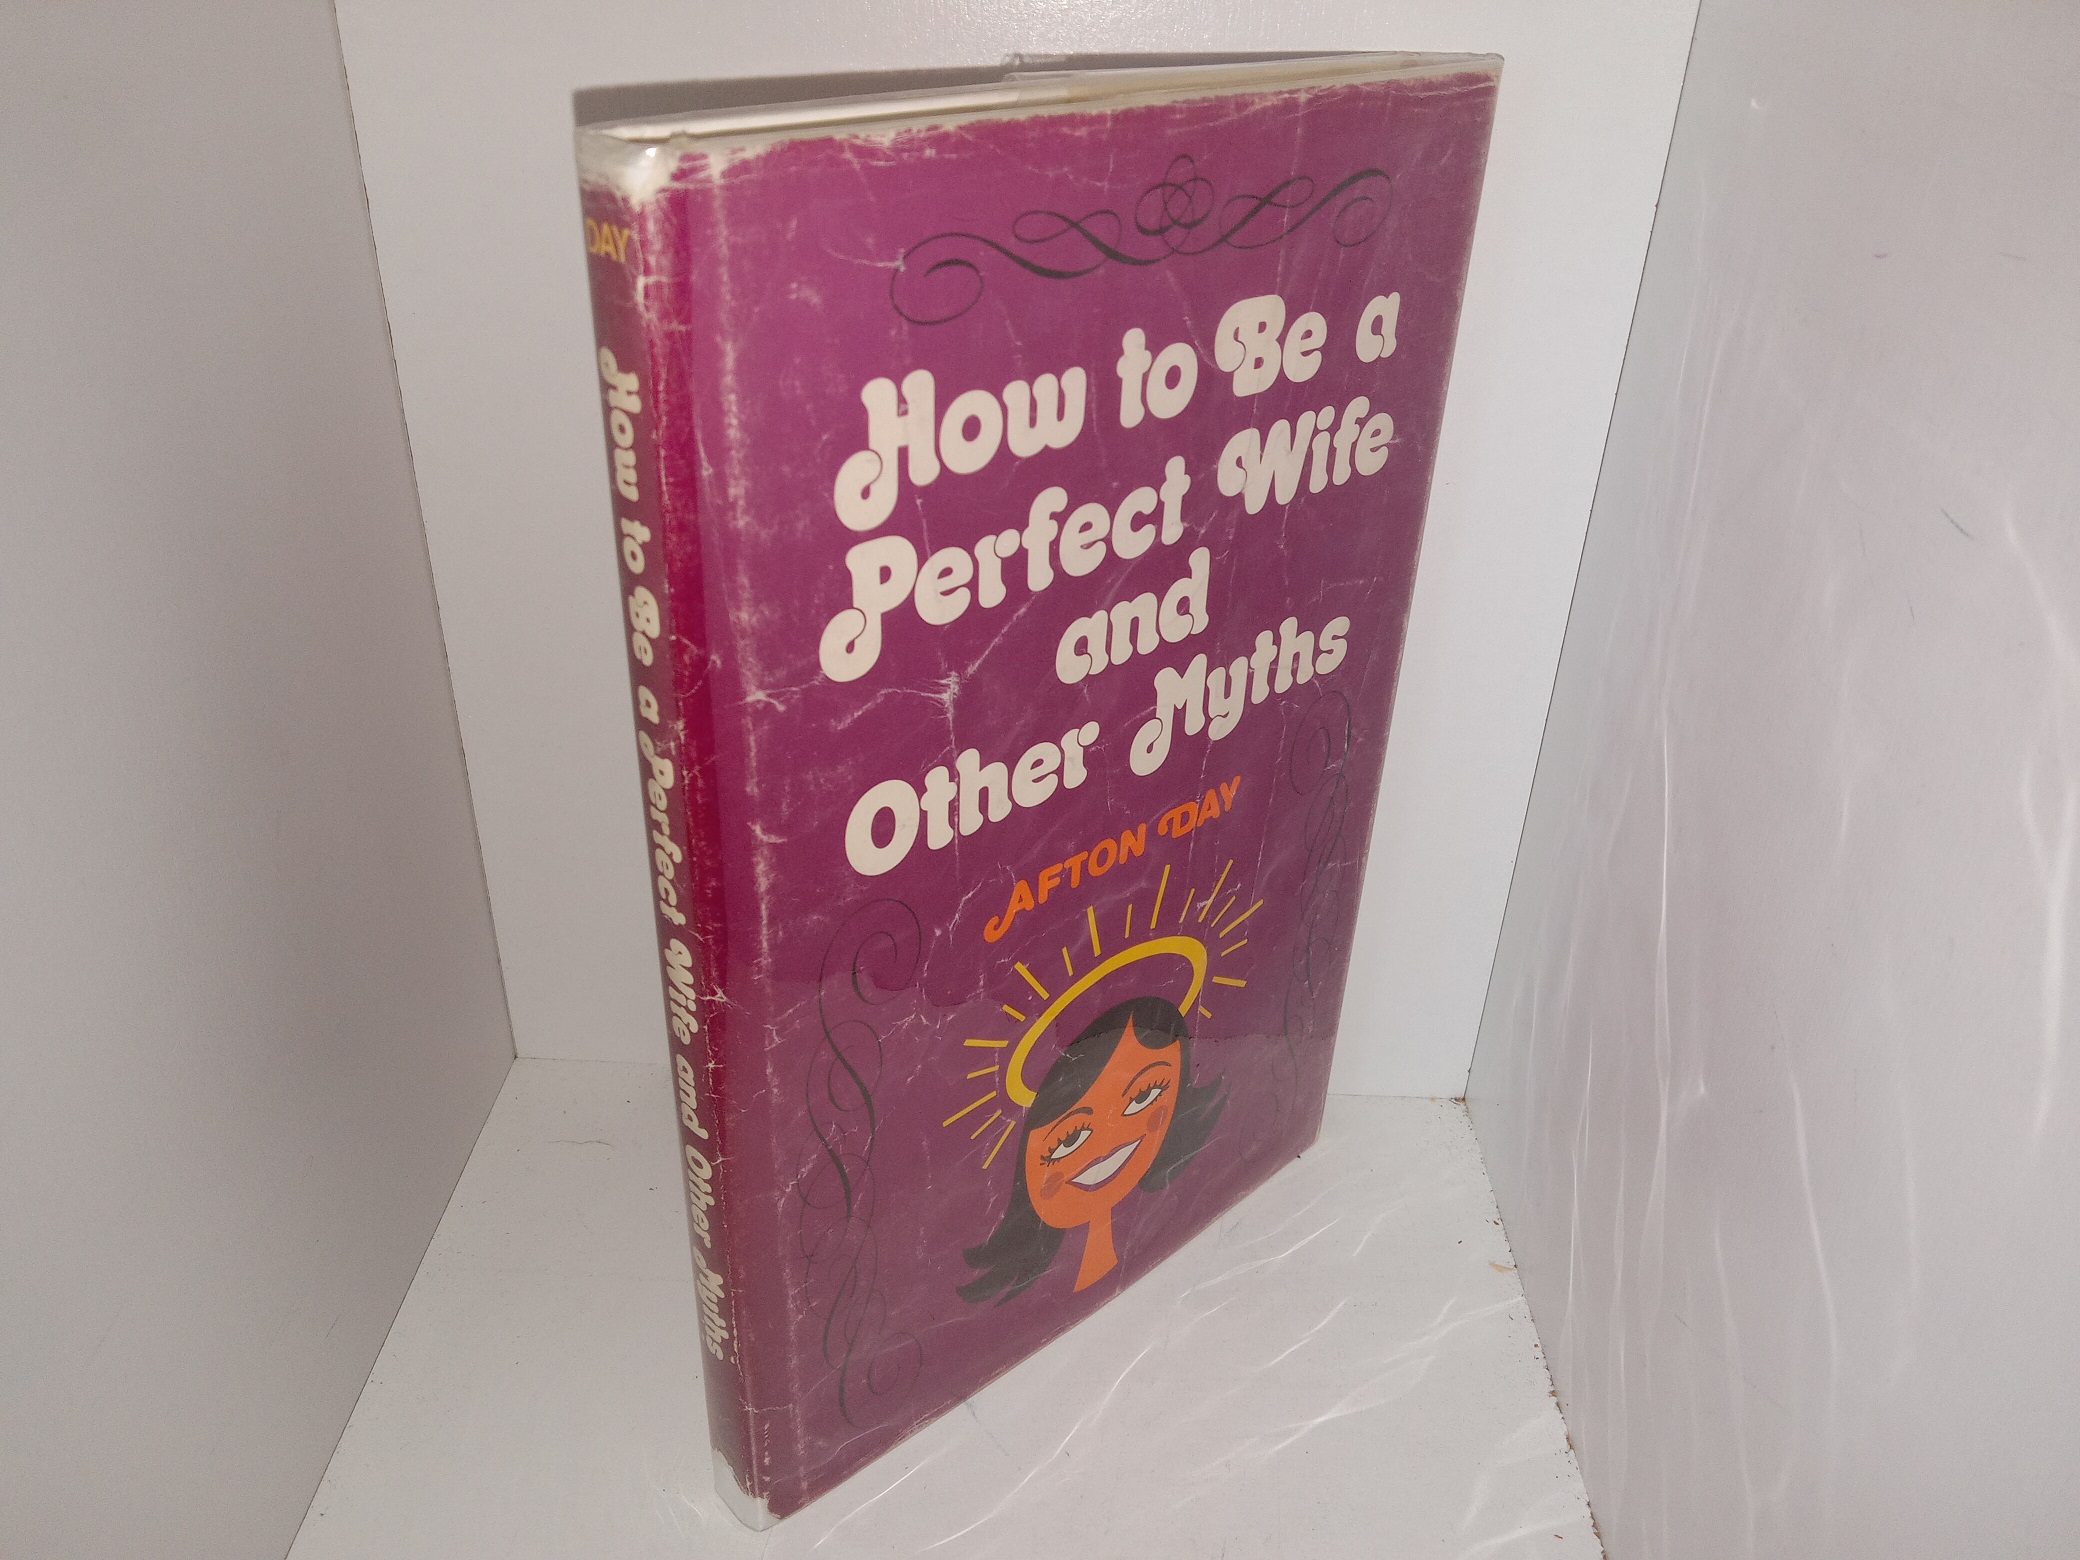 DAY
How to Be a Perfect Wife and Other Myths
How to Be a
Perfect Wife
and
Other Myths
AFTON DAY